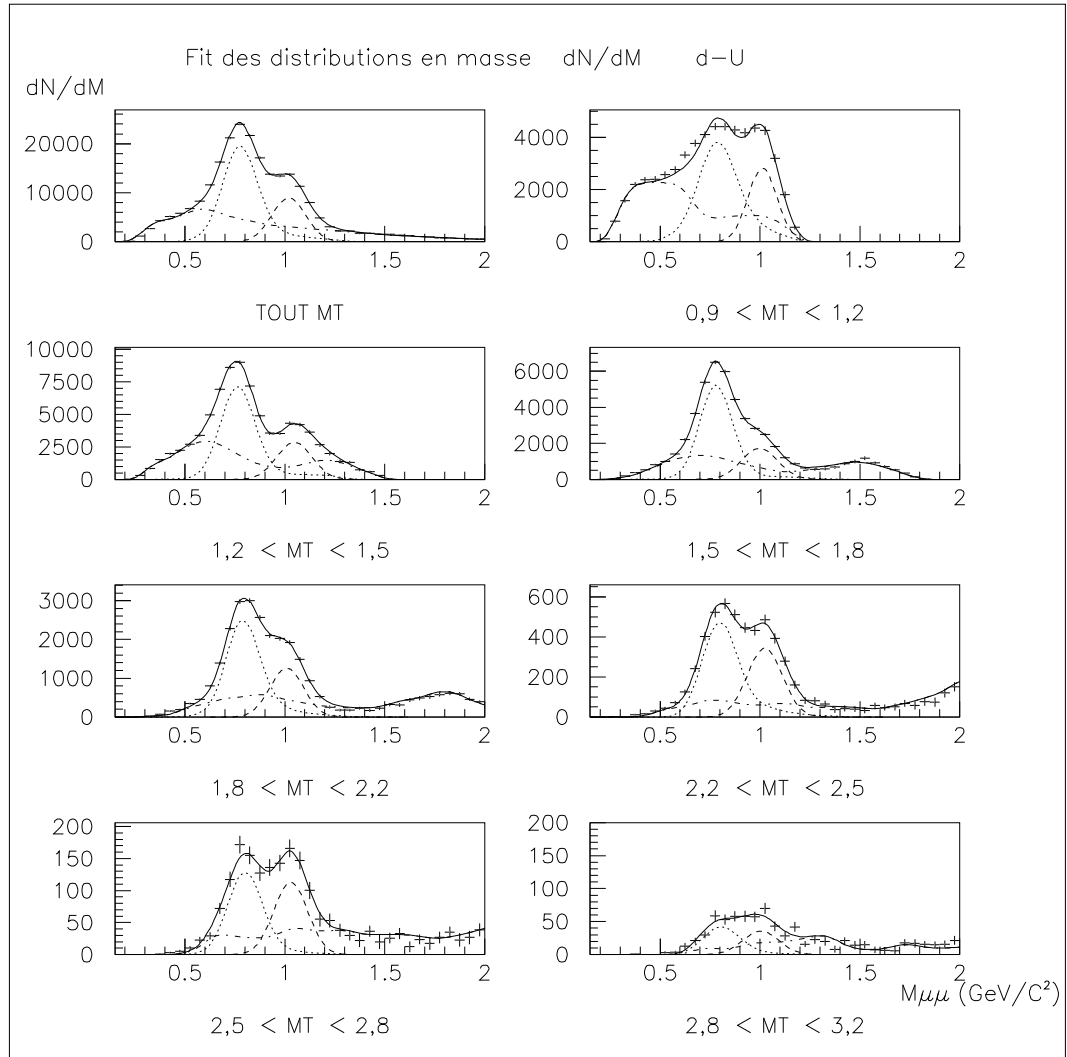 Fit des distributions en masse dN/dM d-U
dN/dM
20000
10000
0
0.5 1 1.5 2
TOUT MT
4000
2000
0
0.5 1 1.5 2
0,9 < MT < 1,2
10000
7500
5000
2500
0
0.5 1 1.5 2
1,2 < MT < 1,5
6000
4000
2000
0
0.5 1 1.5 2
1,5 < MT < 1,8
3000
2000
1000
0
0.5 1 1.5 2
1,8 < MT < 2,2
600
400
200
0
0.5 1 1.5 2
2,2 < MT < 2,5
200
150
100
50
0
0.5 1 1.5 2
2,5 < MT < 2,8
200
150
100
50
0
0.5 1 1.5 2
Mμμ (GeV/C²)
2,8 < MT < 3,2